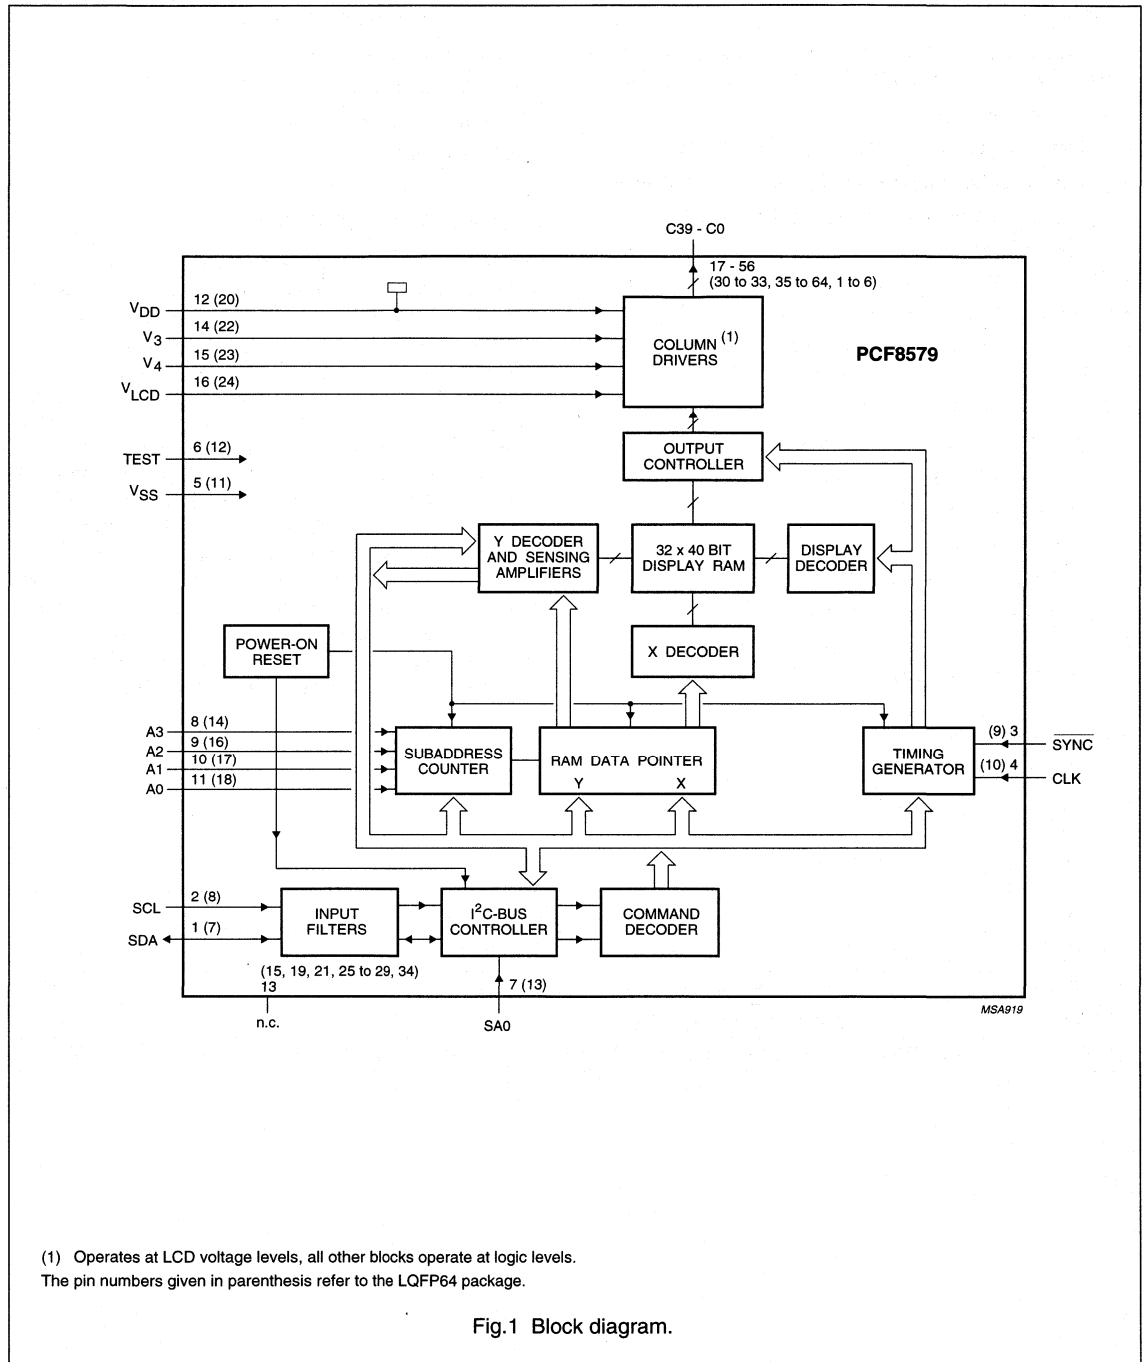 C39 - C0
17 - 56
(30 to 33, 35 to 64, 1 to 6)
VDD 12 (20)
V3 14 (22)
V4 15 (23)
VLCD 16 (24)
COLUMN (1)
DRIVERS
PCF8579
TEST 6 (12)
VSS 5 (11)
OUTPUT
CONTROLLER
Y DECODER
AND SENSING
AMPLIFIERS
32 x 40 BIT
DISPLAY RAM
DISPLAY
DECODER
POWER-ON
RESET
X DECODER
A3 8 (14)
A2 9 (16)
A1 10 (17)
A0 11 (18)
SUBADDRESS
COUNTER
RAM DATA POINTER
Y X
TIMING
GENERATOR
(9) 3 SYNC
(10) 4 CLK
SCL 2 (8)
SDA 1 (7)
INPUT
FILTERS
I²C-BUS
CONTROLLER
COMMAND
DECODER
(15, 19, 21, 25 to 29, 34)
13
n.c.
7 (13)
SA0
MSA919
(1) Operates at LCD voltage levels, all other blocks operate at logic levels.
The pin numbers given in parenthesis refer to the LQFP64 package.
Fig.1 Block diagram.